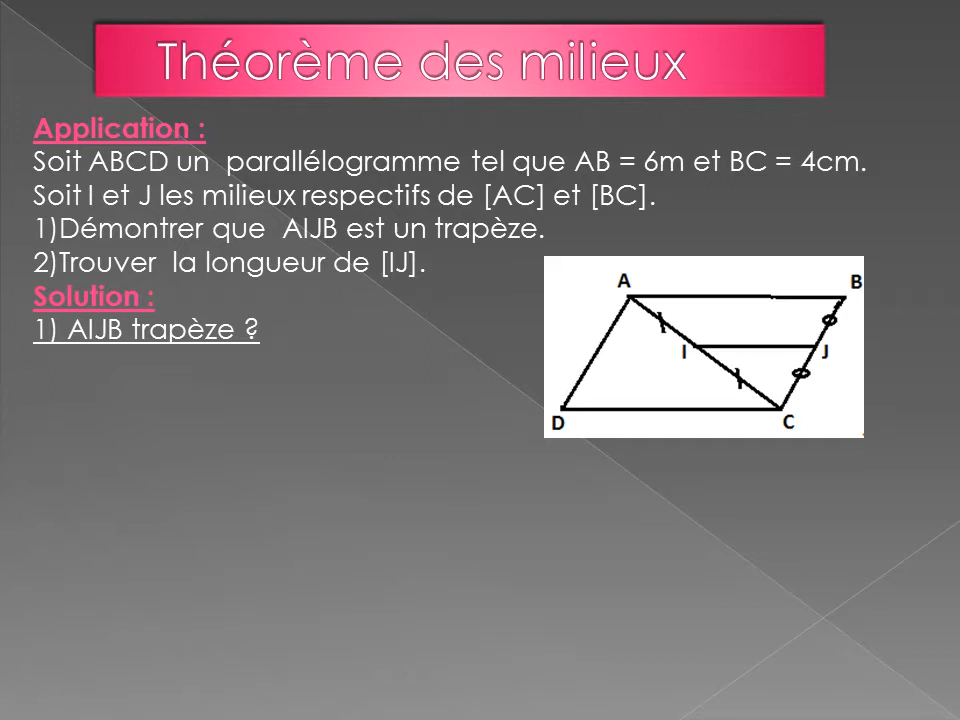 Théorème des milieux
Application :
Soit ABCD un parallélogramme tel que AB = 6m et BC = 4cm.
Soit I et J les milieux respectifs de [AC] et [BC].
1)Démontrer que AIJB est un trapèze.
2)Trouver la longueur de [IJ].
Solution :
1) AIJB trapèze ?
A
B
I
J
D
C